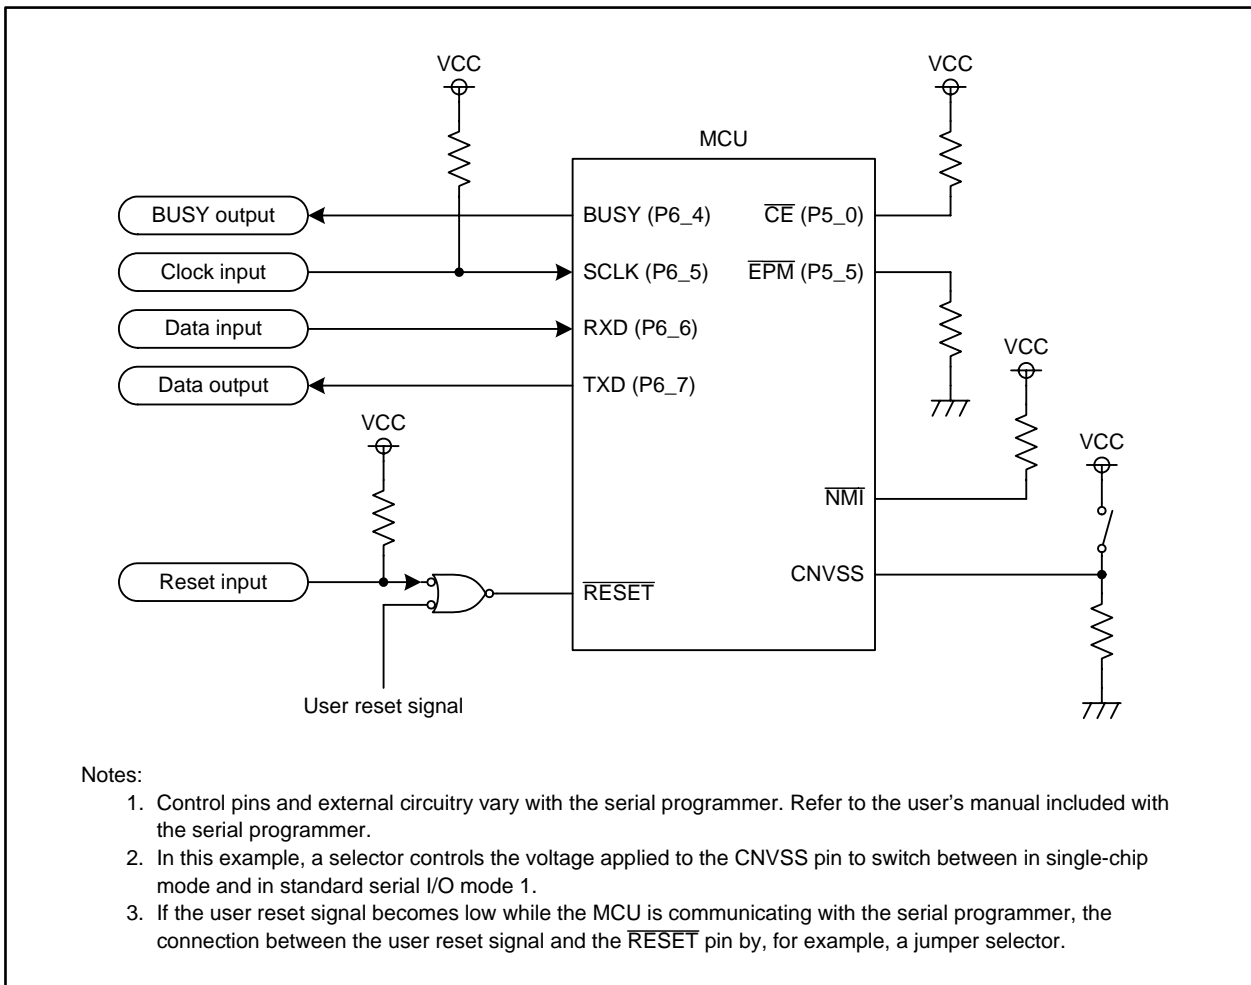 VCC
VCC
MCU
BUSY output
BUSY (P6_4)
C̅E̅ (P5_0)
Clock input
SCLK (P6_5)
E̅P̅M̅ (P5_5)
Data input
RXD (P6_6)
VCC
Data output
TXD (P6_7)
VCC
VCC
N̅M̅I̅
Reset input
R̅E̅S̅E̅T̅
CNVSS
User reset signal
Notes:
1. Control pins and external circuitry vary with the serial programmer. Refer to the user’s manual included with
the serial programmer.
2. In this example, a selector controls the voltage applied to the CNVSS pin to switch between in single-chip
mode and in standard serial I/O mode 1.
3. If the user reset signal becomes low while the MCU is communicating with the serial programmer, the
connection between the user reset signal and the R̅E̅S̅E̅T̅ pin by, for example, a jumper selector.